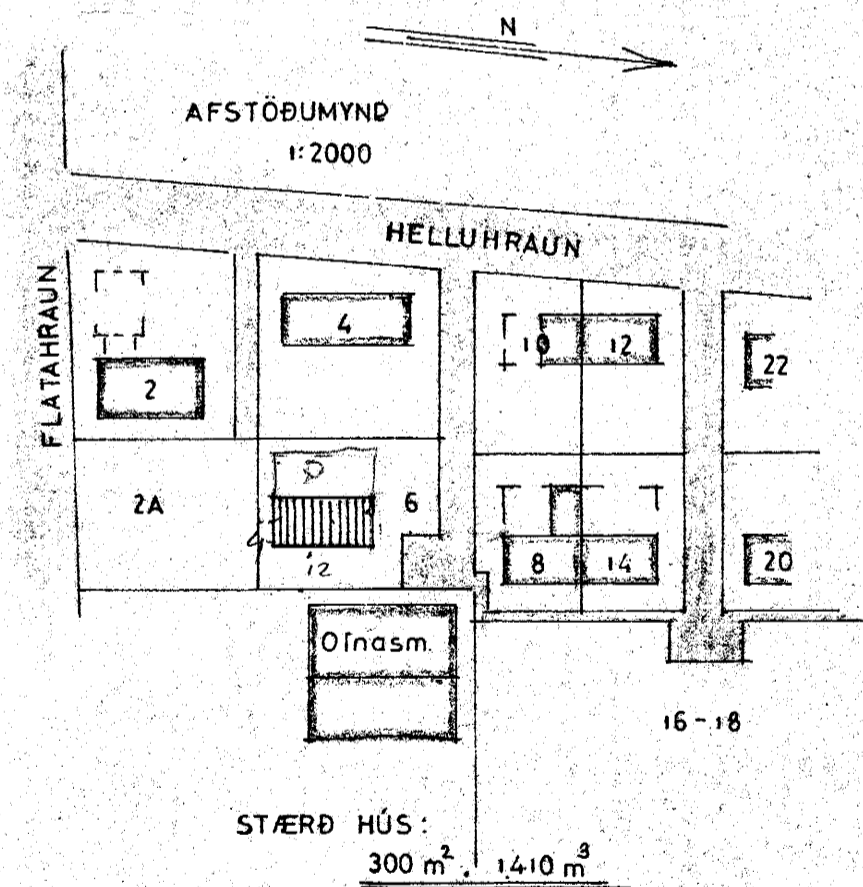 N
AFSTÖÐUMYND
1:2000
HELLUHRAUN
FLATAHRAUN
2
4
10
12
22
2A
6
12
8
14
20
Ofnasm.
16-18
STÆRÐ HÚS:
300 m². 1410 m³